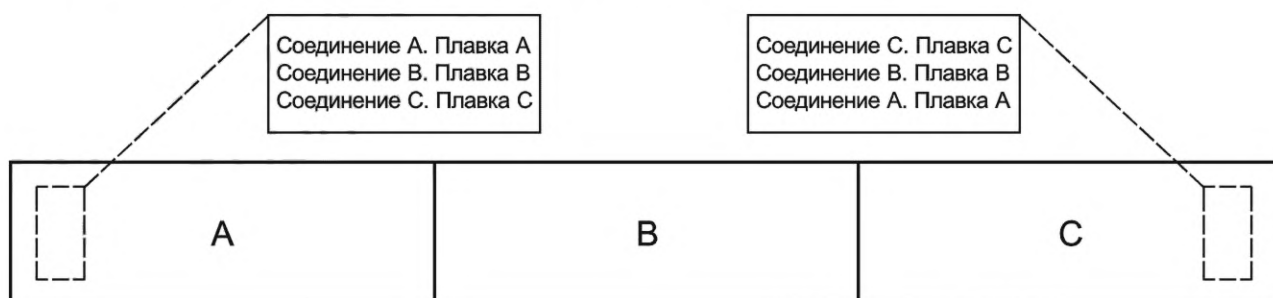 Соединение А. Плавка А
Соединение В. Плавка В
Соединение С. Плавка С
Соединение С. Плавка С
Соединение В. Плавка В
Соединение А. Плавка А
А
В
С